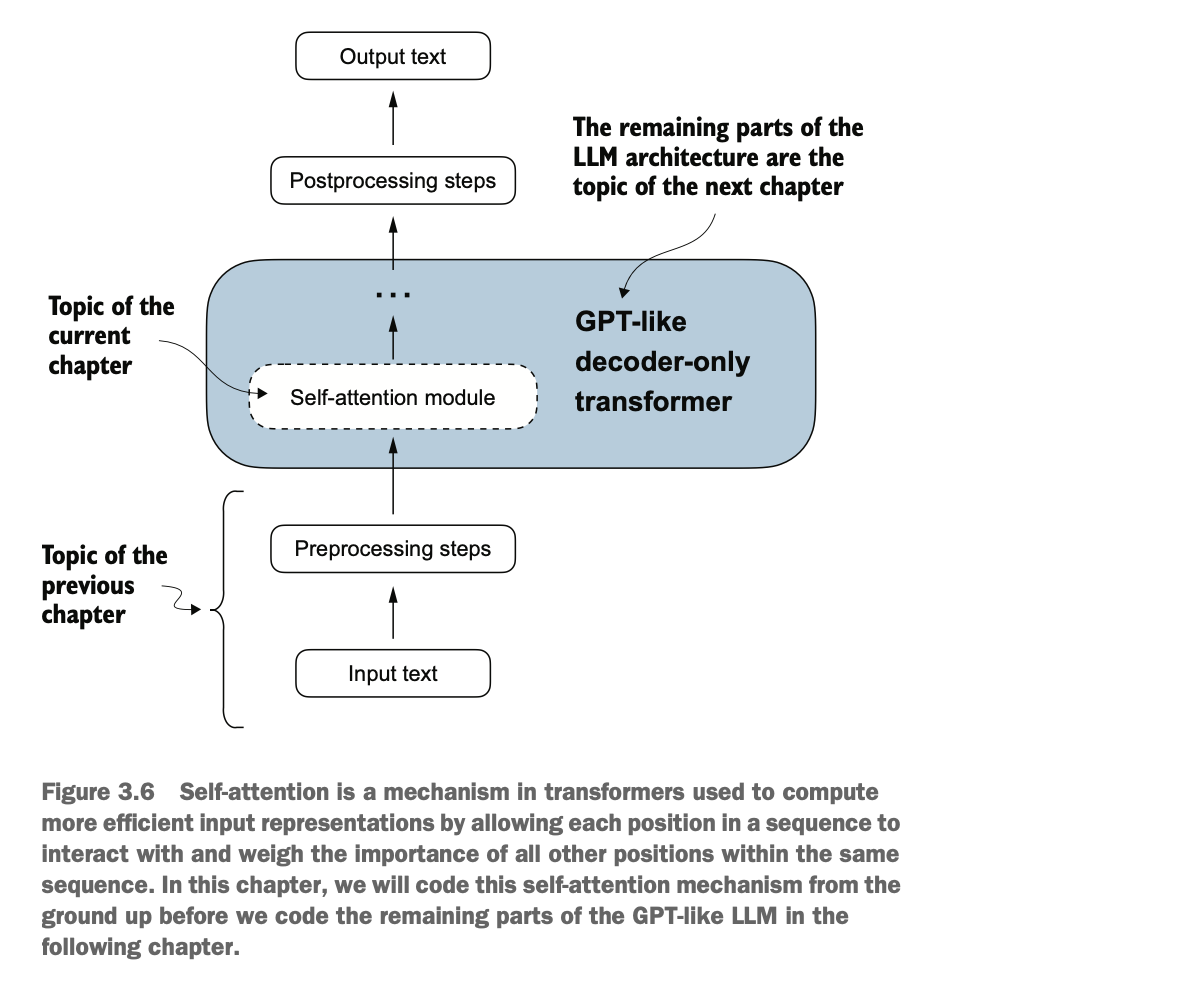 Output text
Postprocessing steps
The remaining parts of the
LLM architecture are the
topic of the next chapter
...
Topic of the
current
chapter
GPT-like
decoder-only
transformer
Self-attention module
Preprocessing steps
Topic of the
previous
chapter
Input text
Figure 3.6 Self-attention is a mechanism in transformers used to compute
more efficient input representations by allowing each position in a sequence to
interact with and weigh the importance of all other positions within the same
sequence. In this chapter, we will code this self-attention mechanism from the
ground up before we code the remaining parts of the GPT-like LLM in the
following chapter.